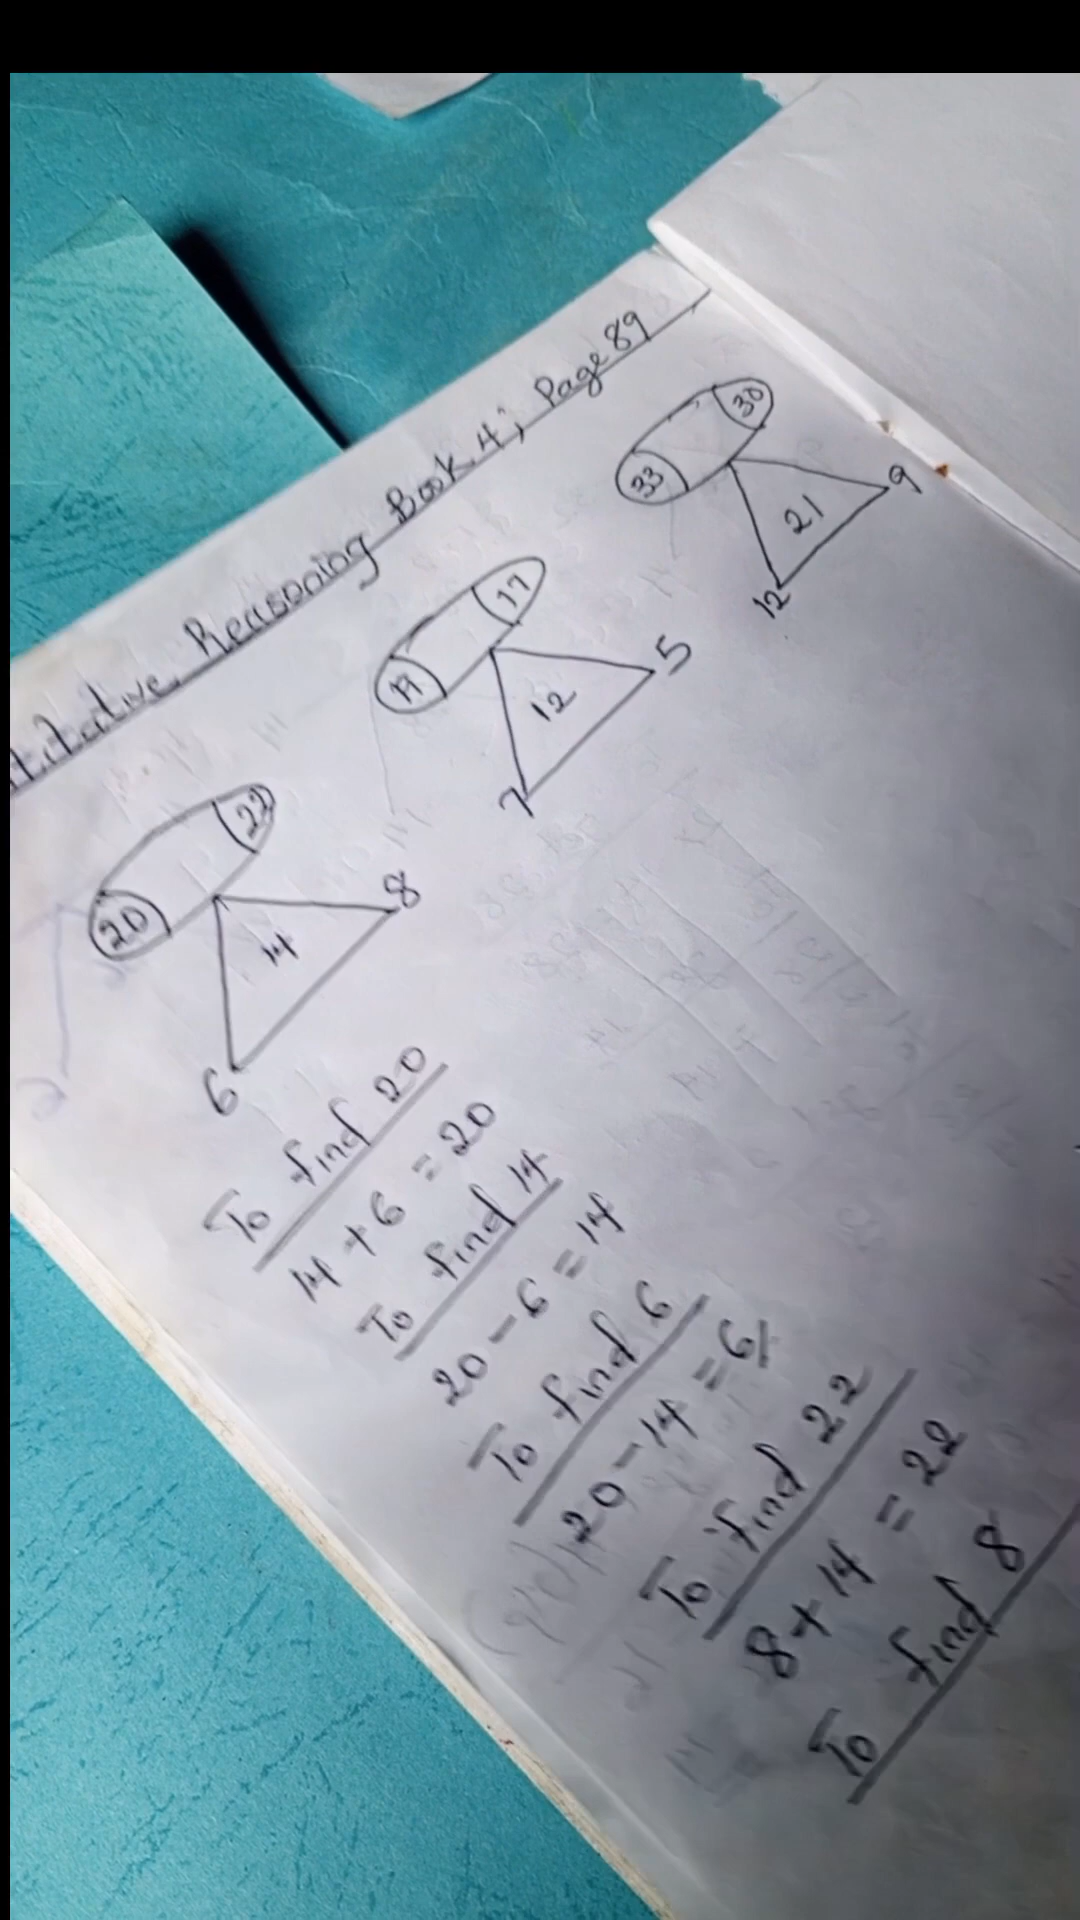 titative Reasoning Book 4; Page 89
20 22 14 6 8
17 12 7 5
33 30 21 12 9
To find 20
14 + 6 = 20
To find 14
20 - 6 = 14
To find 6
20 - 14 = 6
To find 22
8 + 14 = 22
To find 8